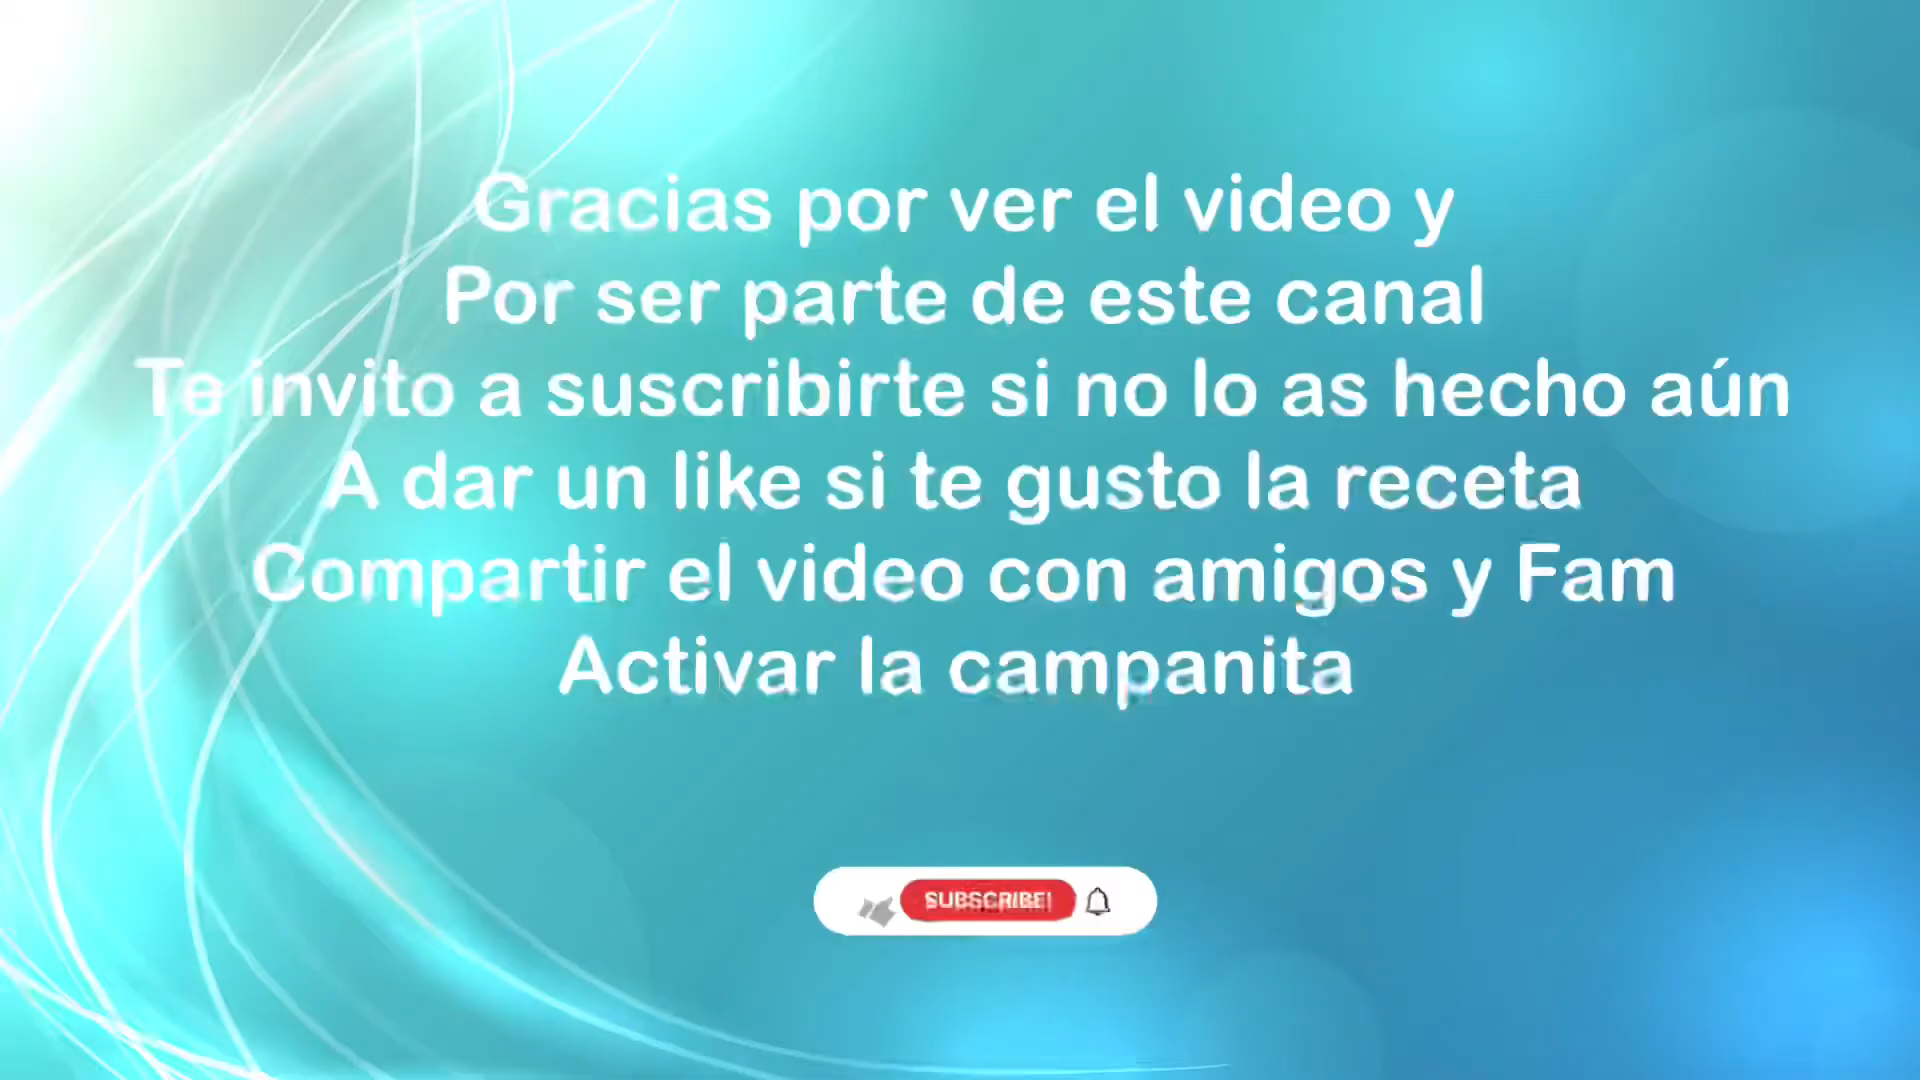 Gracias por ver el video y
Por ser parte de este canal
Te invito a suscribirte si no lo as hecho aún
A dar un like si te gusto la receta
Compartir el video con amigos y Fam
Activar la campanita
SUBSCRIBE!